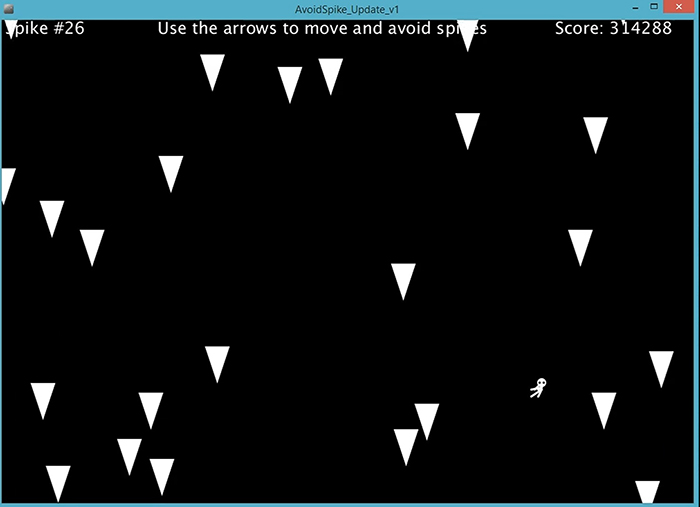 AvoidSpike_Update_v1
Spike #26 Use the arrows to move and avoid spikes Score: 314288